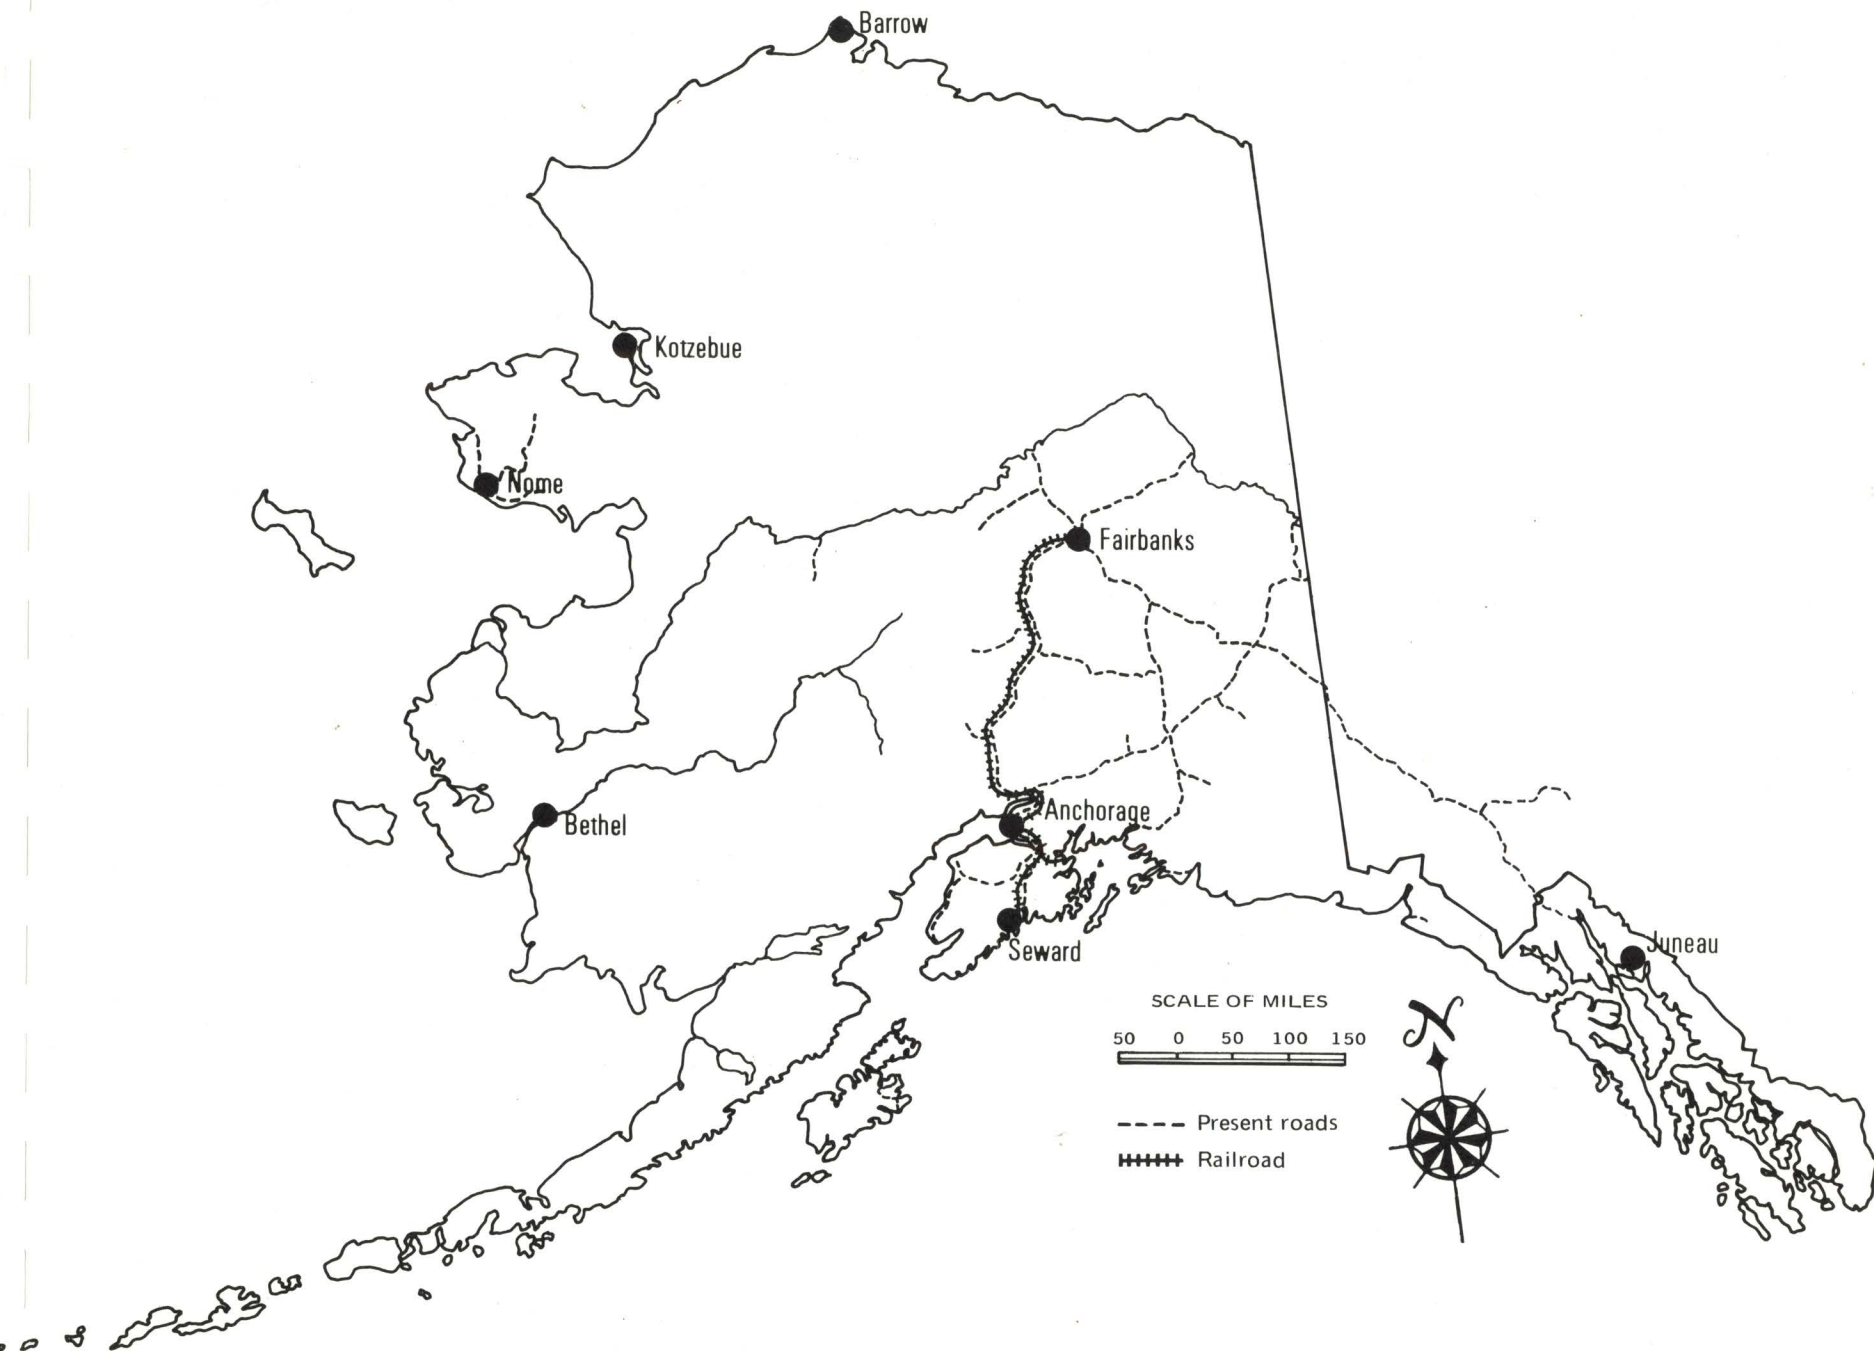 Barrow
Kotzebue
Nome
Fairbanks
Anchorage
Bethel
Seward
Juneau
SCALE OF MILES
50 0 50 100 150
N
Present roads
Railroad